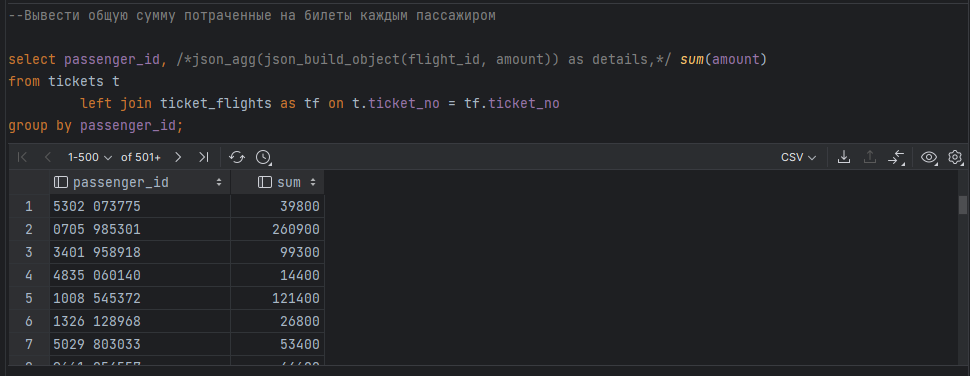 --Вывести общую сумму потраченные на билеты каждым пассажиром
select passenger_id, /*json_agg(json_build_object(flight_id, amount)) as details,*/ sum(amount)
from tickets t
left join ticket_flights as tf on t.ticket_no = tf.ticket_no
group by passenger_id;
1-500 of 501+ CSV
passenger_id sum
1 5302 073775 39800
2 0705 985301 260900
3 3401 958918 99300
4 4835 060140 14400
5 1008 545372 121400
6 1326 128968 26800
7 5029 803033 53400